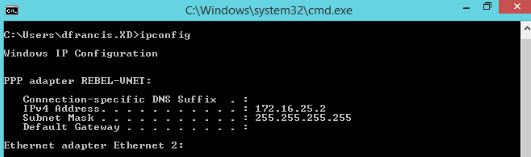 C:\Windows\system32\cmd.exe
C:\Users\dfrancis.XD>ipconfig
Windows IP Configuration
PPP adapter REBEL-VNET:
Connection-specific DNS Suffix . :
IPv4 Address. . . . . . . . . . . : 172.16.25.2
Subnet Mask . . . . . . . . . . . : 255.255.255.255
Default Gateway . . . . . . . . . :
Ethernet adapter Ethernet 2: